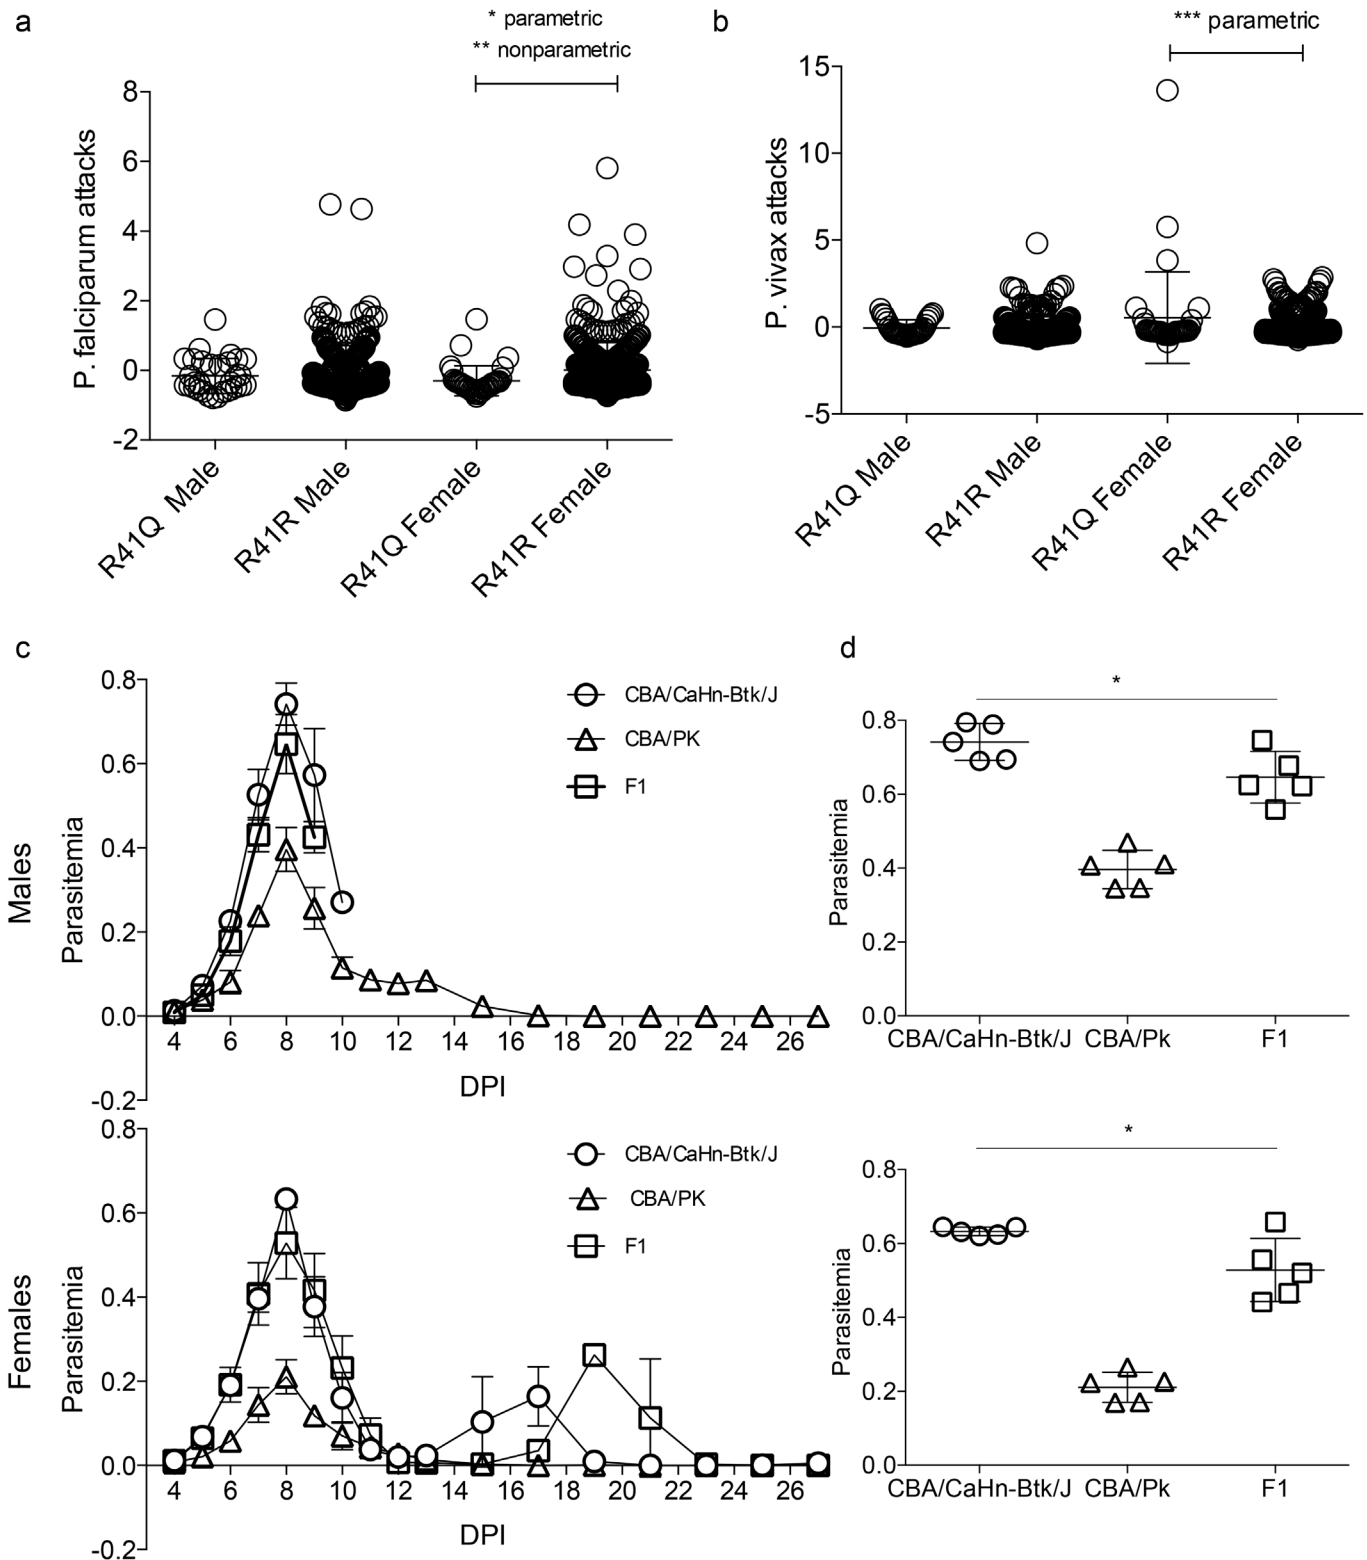 a
* parametric
** nonparametric
P. falciparum attacks
8
6
4
2
0
-2
R41Q Male
R41R Male
R41Q Female
R41R Female
b
*** parametric
P. vivax attacks
15
10
5
0
-5
R41Q Male
R41R Male
R41Q Female
R41R Female
c
Males
Parasitemia
0.8
0.6
0.4
0.2
0.0
-0.2
CBA/CaHn-Btk/J
CBA/PK
F1
4 6 8 10 12 14 16 18 20 22 24 26
DPI
d
*
Parasitemia
0.8
0.6
0.4
0.2
0.0
CBA/CaHn-Btk/J CBA/Pk F1
Females
Parasitemia
0.8
0.6
0.4
0.2
0.0
-0.2
CBA/CaHn-Btk/J
CBA/PK
F1
4 6 8 10 12 14 16 18 20 22 24 26
DPI
*
Parasitemia
0.8
0.6
0.4
0.2
0.0
CBA/CaHn-Btk/J CBA/Pk F1